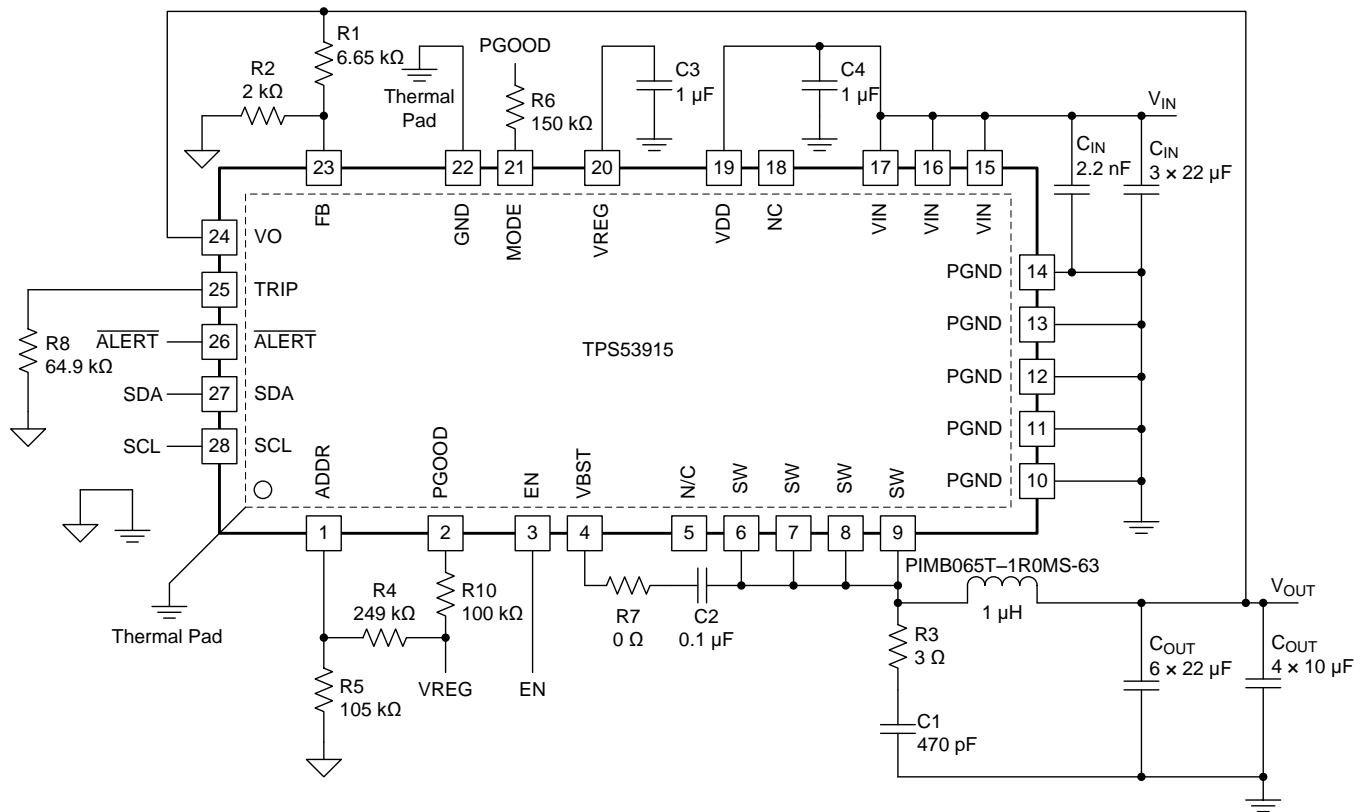 R1
6.65 kΩ
R2
2 kΩ
Thermal
Pad
PGOOD
R6
150 kΩ
C3
1 µF
C4
1 µF
VIN
CIN
2.2 nF
CIN
3 × 22 µF
23
22
21
20
19
18
17
16
15
FB
GND
MODE
VREG
VDD
NC
VIN
VIN
VIN
24 VO
25 TRIP
ALERT 26 ALERT
SDA 27 SDA
SCL 28 SCL
R8
64.9 kΩ
TPS53915
PGND 14
PGND 13
PGND 12
PGND 11
PGND 10
ADDR
PGOOD
EN
VBST
N/C
SW
SW
SW
SW
1
2
3
4
5
6
7
8
9
Thermal Pad
R4
249 kΩ
R10
100 kΩ
R5
105 kΩ
VREG
EN
R7
0 Ω
C2
0.1 µF
PIMB065T–1R0MS-63
1 µH
VOUT
R3
3 Ω
C1
470 pF
COUT
6 × 22 µF
COUT
4 × 10 µF